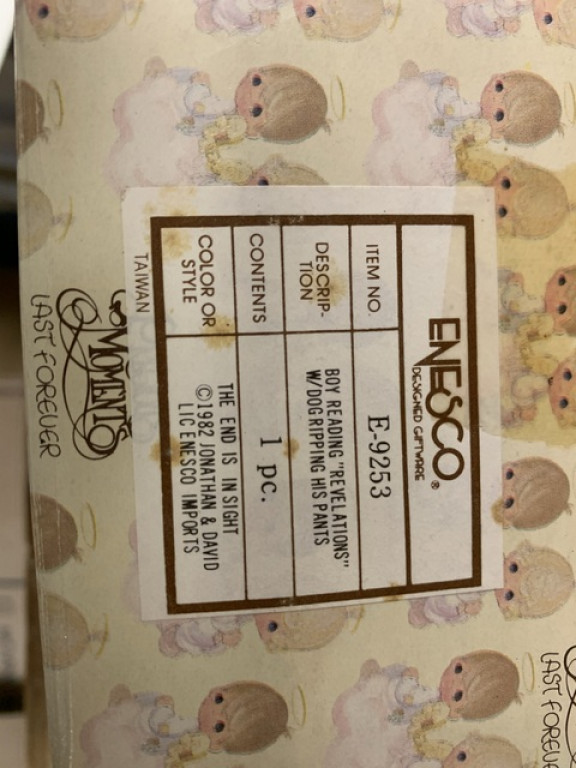 ENESCO®
DESIGNED GIFTWARE
ITEM NO. E-9253
DESCRIP-
TION
BOY READING "REVELATIONS"
W/DOG RIPPING HIS PANTS
CONTENTS 1 pc.
COLOR OR
STYLE
THE END IS IN SIGHT
©1982 JONATHAN & DAVID
LIC ENESCO IMPORTS
TAIWAN
MOMENTS
LAST FOREVER
LAST FOREVE